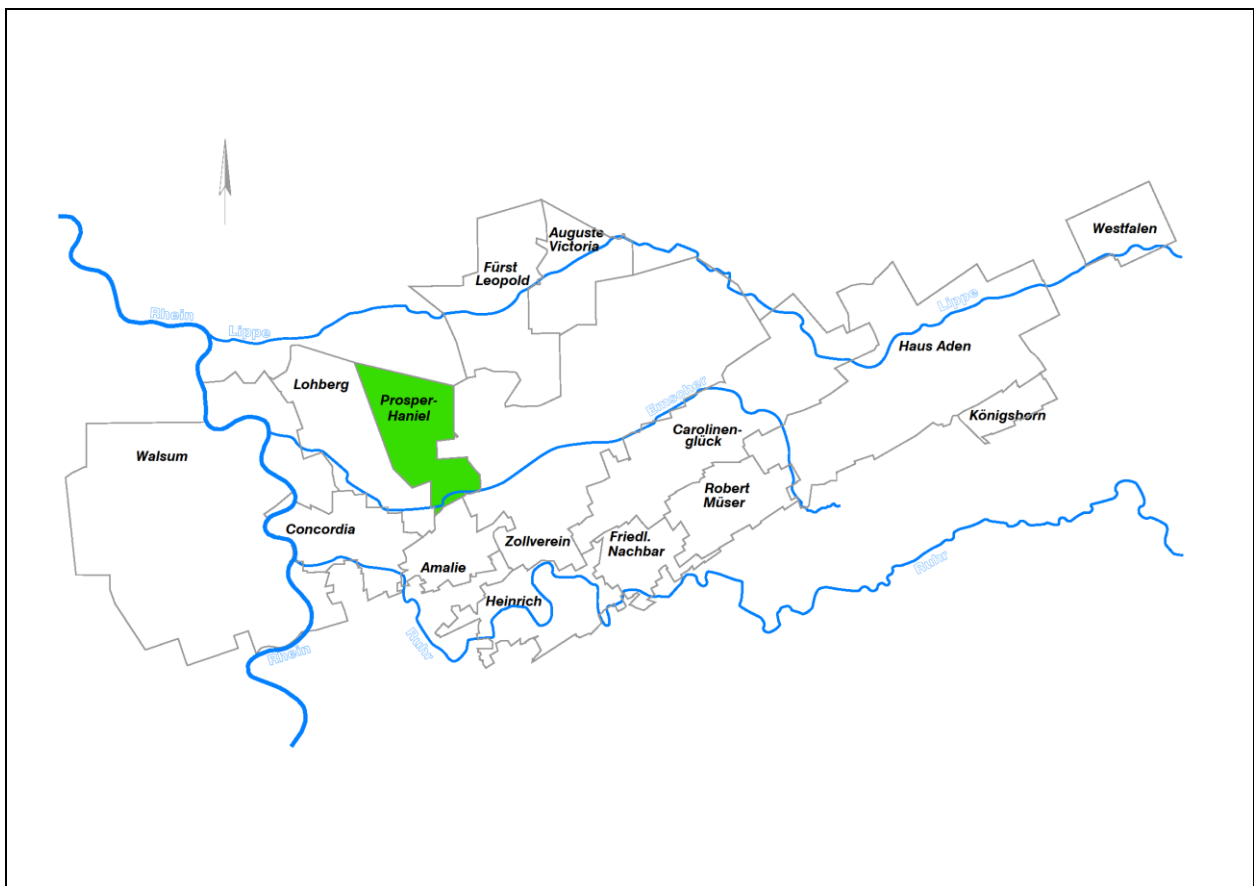 Auguste
Victoria
Westfalen
Fürst
Leopold
Rhein
Lippe
Lippe
Haus Aden
Lohberg
Prosper-
Haniel
Emscher
Königsborn
Carolinen-
glück
Walsum
Robert
Müser
Concordia
Zollverein
Friedl.
Nachbar
Amalie
Ruhr
Heinrich
Ruhr
Rhein